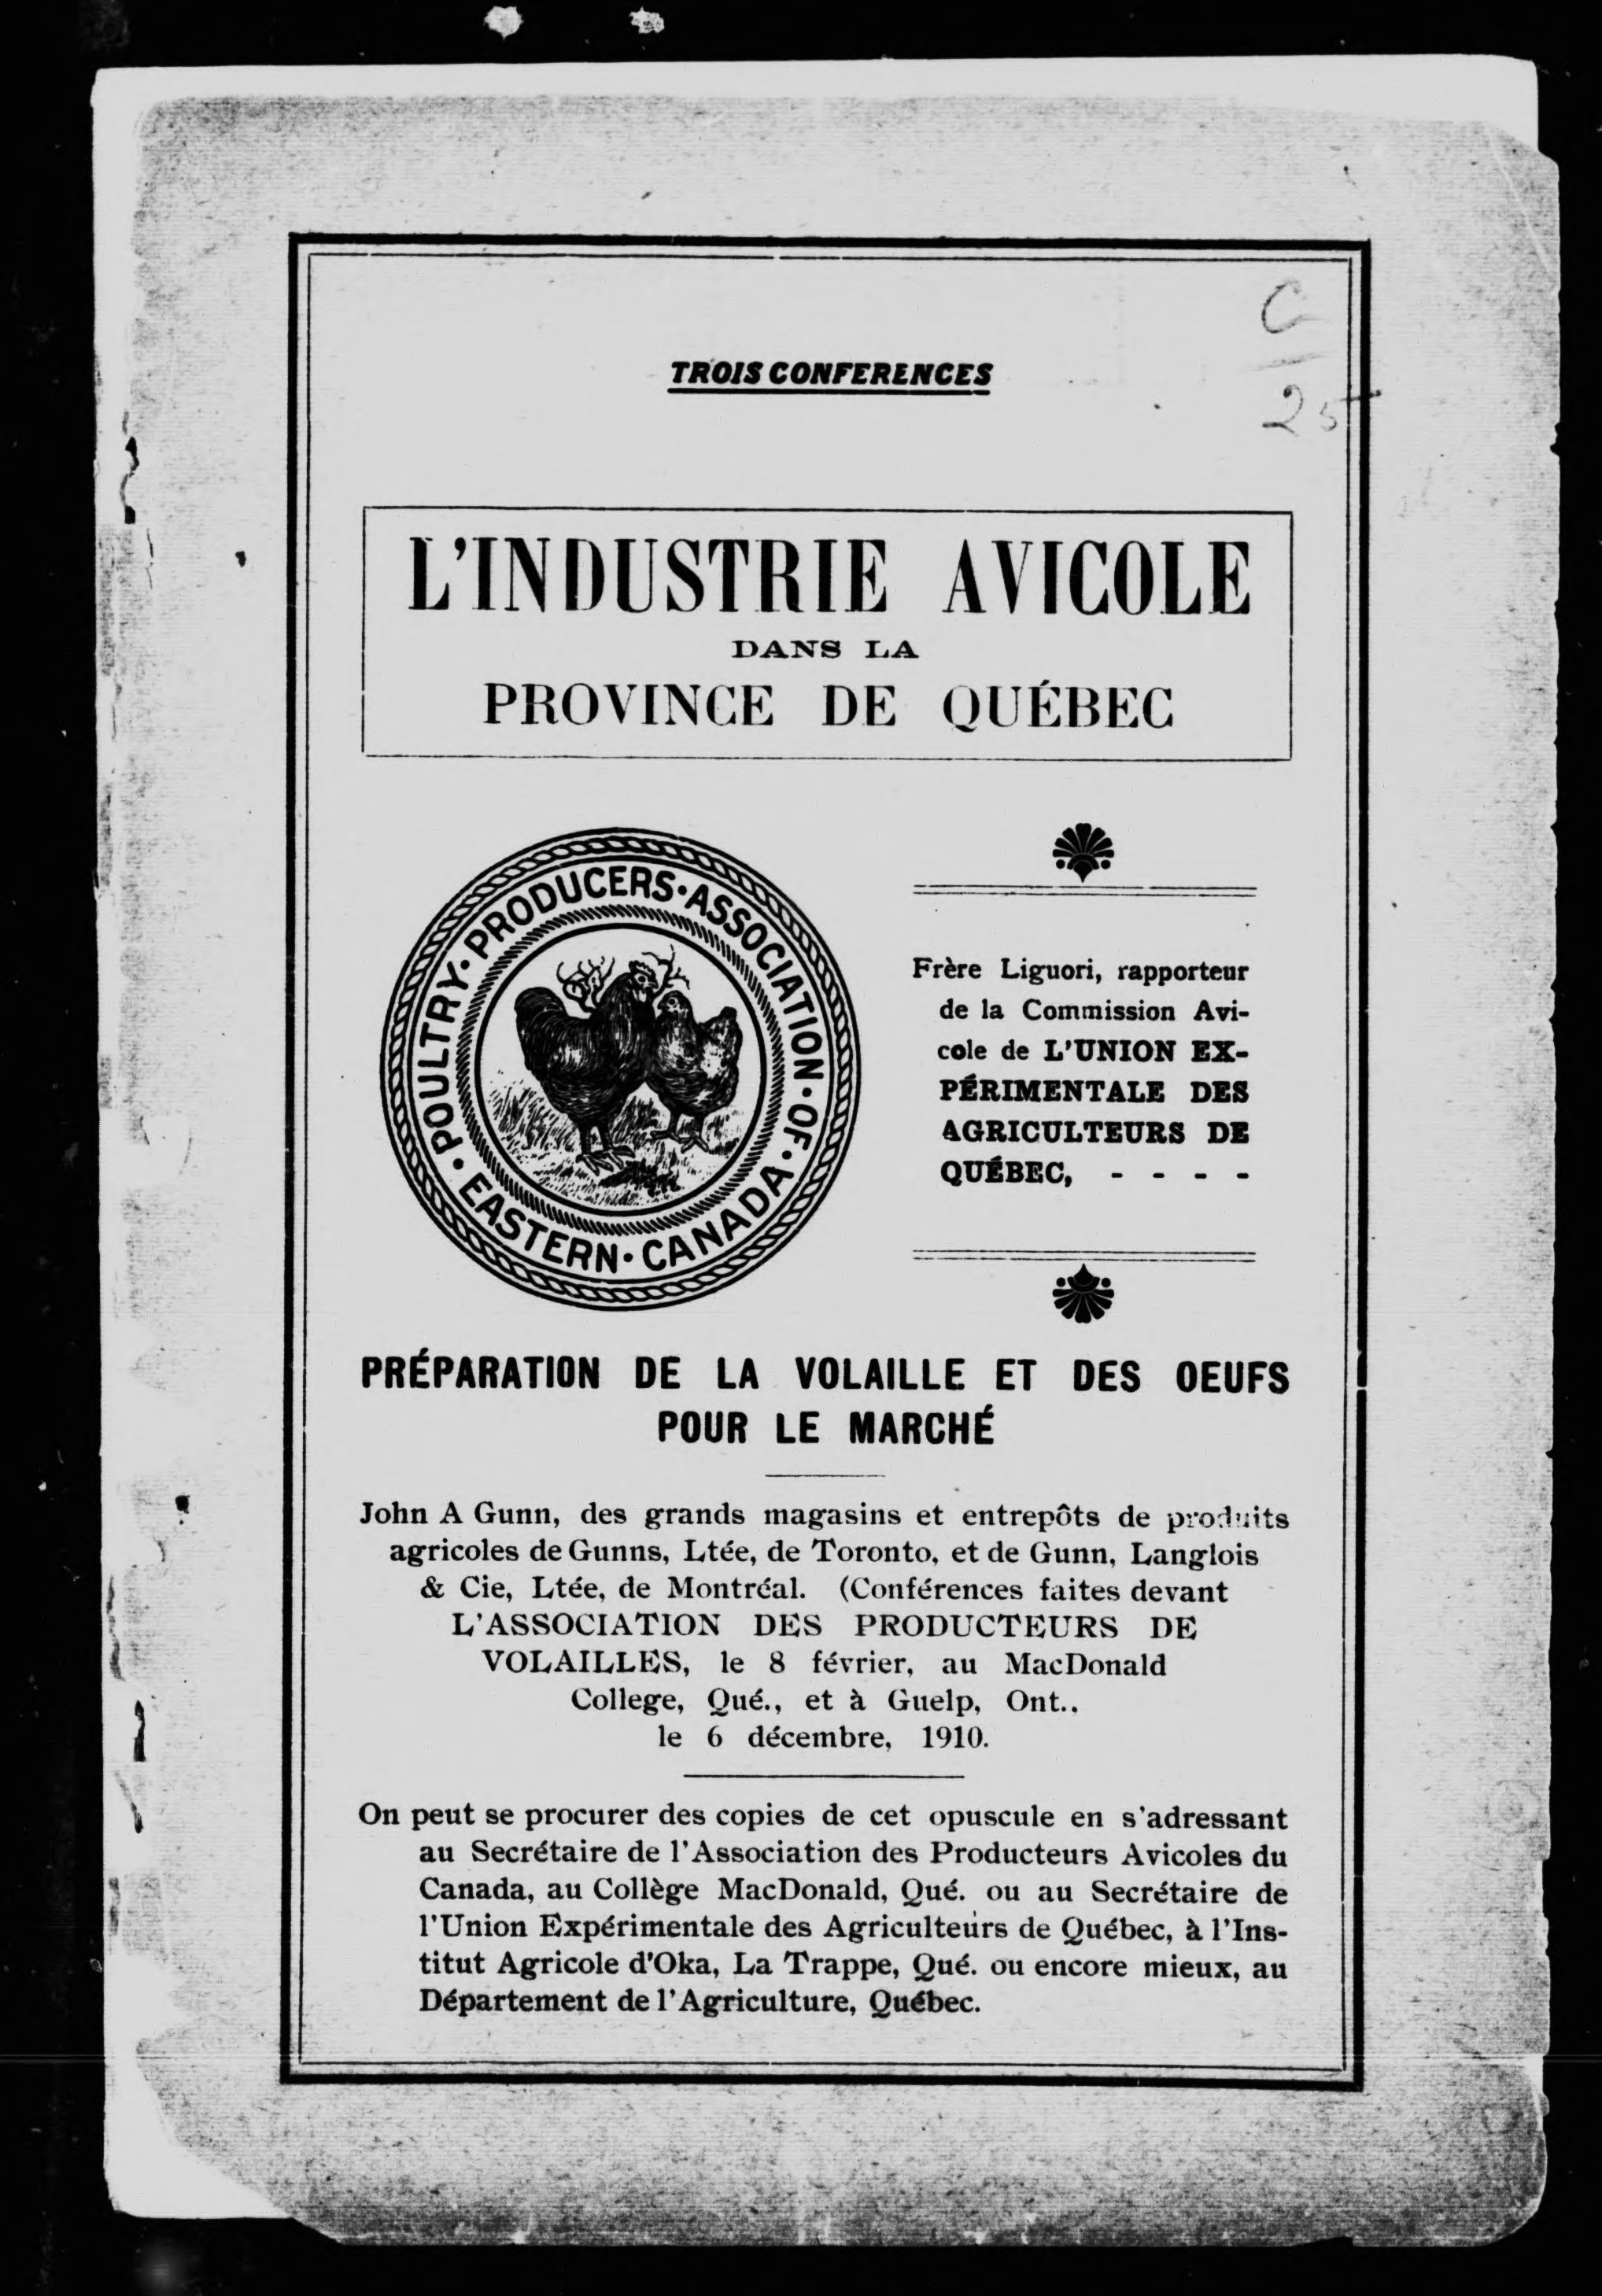 C
25
TROIS CONFERENCES
L'INDUSTRIE AVICOLE
DANS LA
PROVINCE DE QUÉBEC
POULTRY·PRODUCERS·ASSOCIATION·OF·
EASTERN·CANADA·
Frère Liguori, rapporteur
de la Commission Avi-
cole de L'UNION EX-
PÉRIMENTALE DES
AGRICULTEURS DE
QUÉBEC, - - - -
PRÉPARATION DE LA VOLAILLE ET DES OEUFS
POUR LE MARCHÉ
John A Gunn, des grands magasins et entrepôts de produits
agricoles de Gunns, Ltée, de Toronto, et de Gunn, Langlois
& Cie, Ltée, de Montréal. (Conférences faites devant
L'ASSOCIATION DES PRODUCTEURS DE
VOLAILLES, le 8 février, au MacDonald
College, Qué., et à Guelp, Ont.,
le 6 décembre, 1910.
On peut se procurer des copies de cet opuscule en s'adressant
au Secrétaire de l'Association des Producteurs Avicoles du
Canada, au Collège MacDonald, Qué. ou au Secrétaire de
l'Union Expérimentale des Agriculteurs de Québec, à l'Ins-
titut Agricole d'Oka, La Trappe, Qué. ou encore mieux, au
Département de l'Agriculture, Québec.